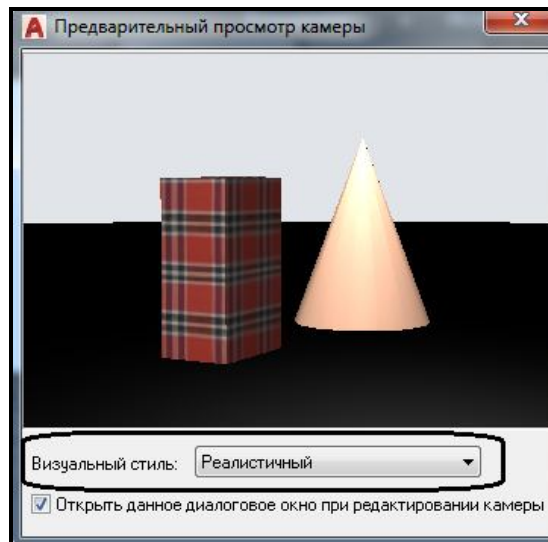 Предварительный просмотр камеры
Визуальный стиль: Реалистичный
Открыть данное диалоговое окно при редактировании камеры